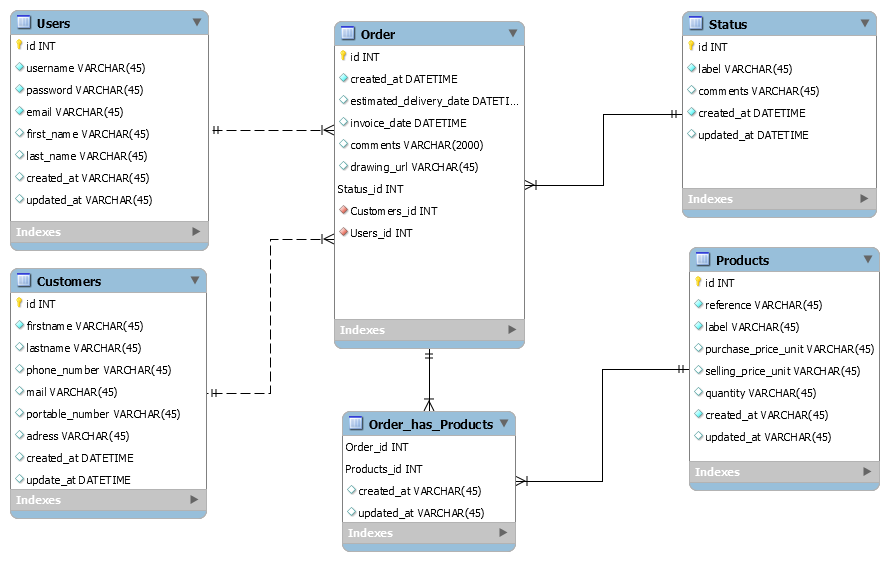 Users
id INT
username VARCHAR(45)
password VARCHAR(45)
email VARCHAR(45)
first_name VARCHAR(45)
last_name VARCHAR(45)
created_at VARCHAR(45)
updated_at VARCHAR(45)
Indexes
Customers
id INT
firstname VARCHAR(45)
lastname VARCHAR(45)
phone_number VARCHAR(45)
mail VARCHAR(45)
portable_number VARCHAR(45)
adress VARCHAR(45)
created_at DATETIME
update_at DATETIME
Indexes
Order
id INT
created_at DATETIME
estimated_delivery_date DATETI...
invoice_date DATETIME
comments VARCHAR(2000)
drawing_url VARCHAR(45)
Status_id INT
Customers_id INT
Users_id INT
Indexes
Order_has_Products
Order_id INT
Products_id INT
created_at VARCHAR(45)
updated_at VARCHAR(45)
Indexes
Status
id INT
label VARCHAR(45)
comments VARCHAR(45)
created_at DATETIME
updated_at DATETIME
Indexes
Products
id INT
reference VARCHAR(45)
label VARCHAR(45)
purchase_price_unit VARCHAR(45)
selling_price_unit VARCHAR(45)
quantity VARCHAR(45)
created_at VARCHAR(45)
updated_at VARCHAR(45)
Indexes